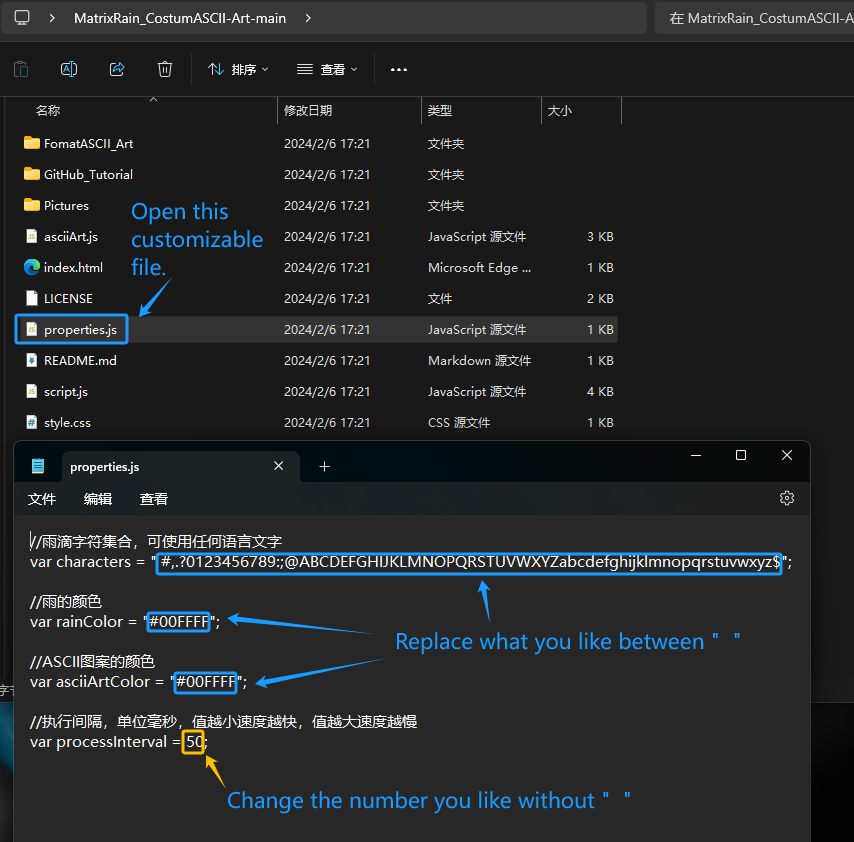 MatrixRain_CostumASCII-Art-main
在 MatrixRain_CostumASCII-A
排序
查看
名称 修改日期 类型 大小
FomatASCII_Art 2024/2/6 17:21 文件夹
GitHub_Tutorial 2024/2/6 17:21 文件夹
Pictures 2024/2/6 17:21 文件夹
Open this
customizable
file.
asciiArt.js 2024/2/6 17:21 JavaScript 源文件 3 KB
index.html 2024/2/6 17:21 Microsoft Edge ... 1 KB
LICENSE 2024/2/6 17:21 文件 2 KB
properties.js 2024/2/6 17:21 JavaScript 源文件 1 KB
README.md 2024/2/6 17:21 Markdown 源文件 1 KB
script.js 2024/2/6 17:21 JavaScript 源文件 4 KB
style.css 2024/2/6 17:21 CSS 源文件 1 KB
properties.js
文件 编辑 查看
//雨滴字符集合，可使用任何语言文字
var characters = " #,.?0123456789:;@ABCDEFGHIJKLMNOPQRSTUVWXYZabcdefghijklmnopqrstuvwxyz$";
//雨的颜色
var rainColor = "#00FFFF";
Replace what you like between " "
//ASCII图案的颜色
var asciiArtColor = "#00FFFF";
//执行间隔，单位毫秒，值越小速度越快，值越大速度越慢
var processInterval = 50;
Change the number you like without " "